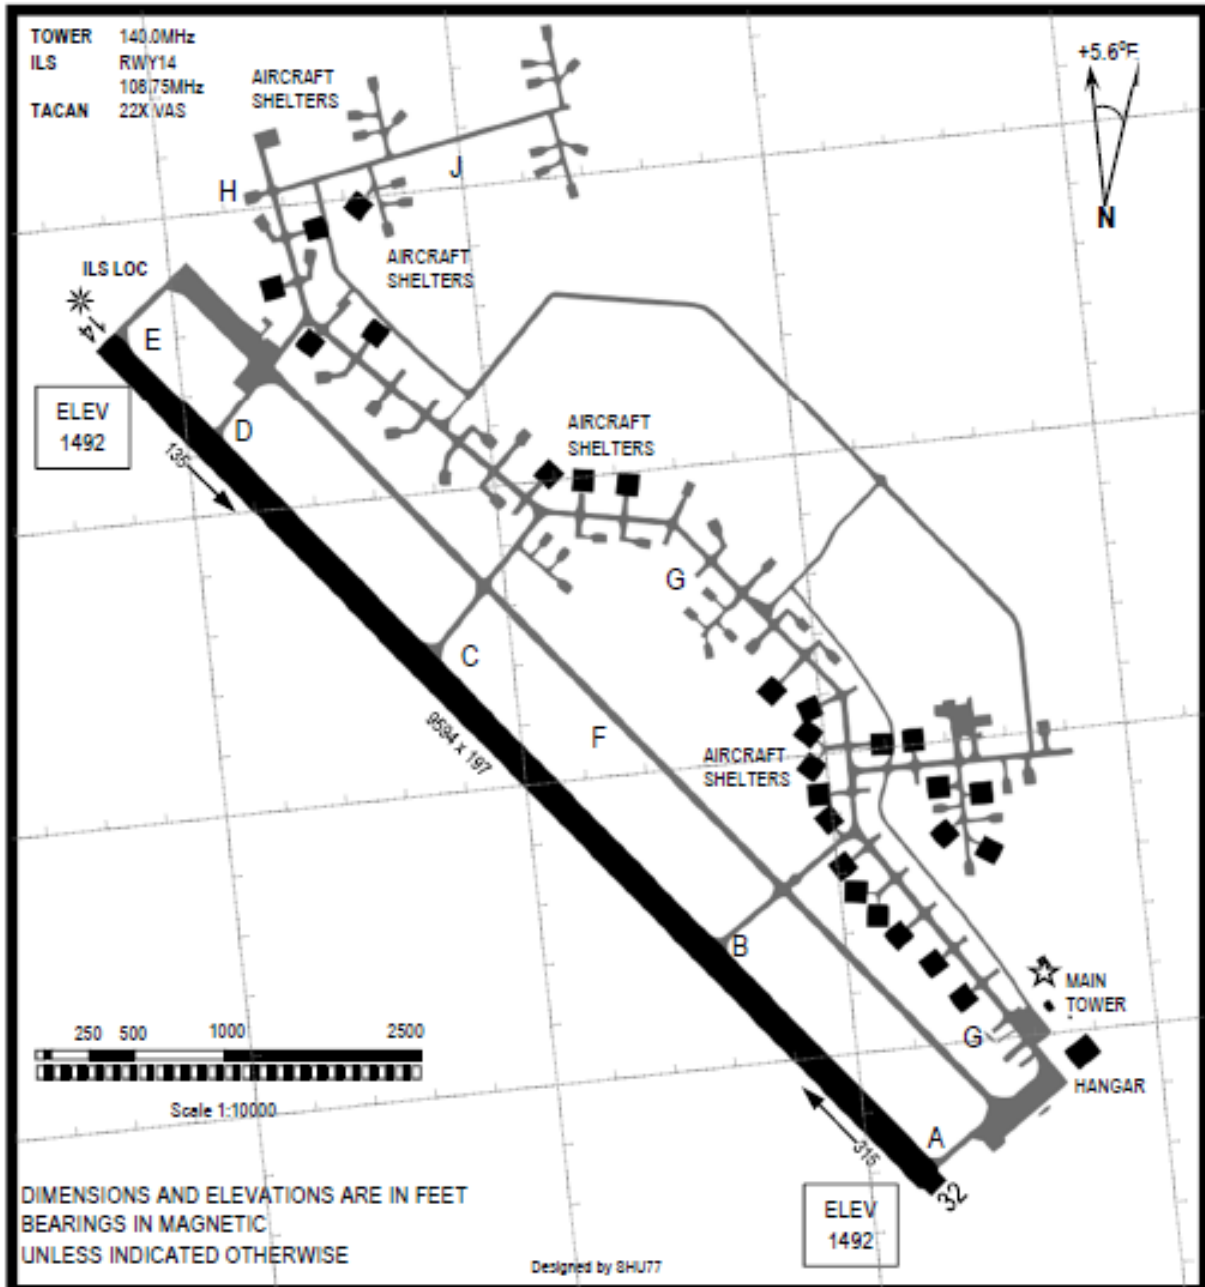 TOWER 140.0MHz
ILS RWY14
108.75MHz
TACAN 22X VAS
AIRCRAFT
SHELTERS
+5.6°E
N
H
J
AIRCRAFT
SHELTERS
ILS LOC
14
E
ELEV
1492
D
135
AIRCRAFT
SHELTERS
G
C
9594 x 197
F
AIRCRAFT
SHELTERS
B
MAIN
TOWER
G
HANGAR
250 500 1000 2500
Scale 1:10000
A
315
32
ELEV
1492
DIMENSIONS AND ELEVATIONS ARE IN FEET
BEARINGS IN MAGNETIC
UNLESS INDICATED OTHERWISE
Designed by SHU77